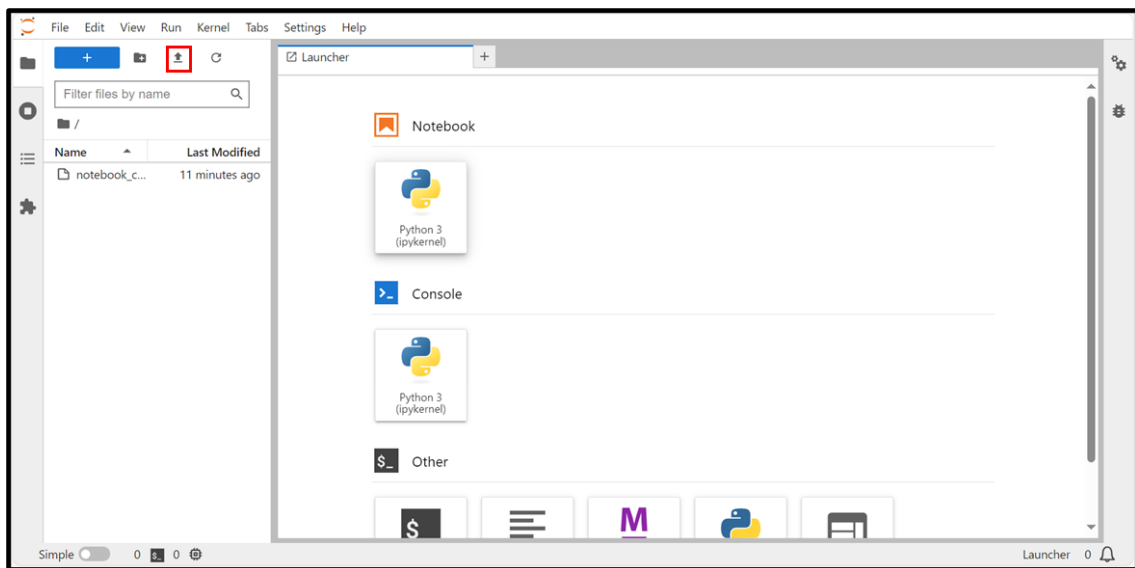 File Edit View Run Kernel Tabs Settings Help
+
Launcher
+
Filter files by name
/
Name Last Modified
notebook_c... 11 minutes ago
Notebook
Python 3
(ipykernel)
>_ Console
Python 3
(ipykernel)
$_ Other
$
M
Simple 0 $_ 0 Launcher 0